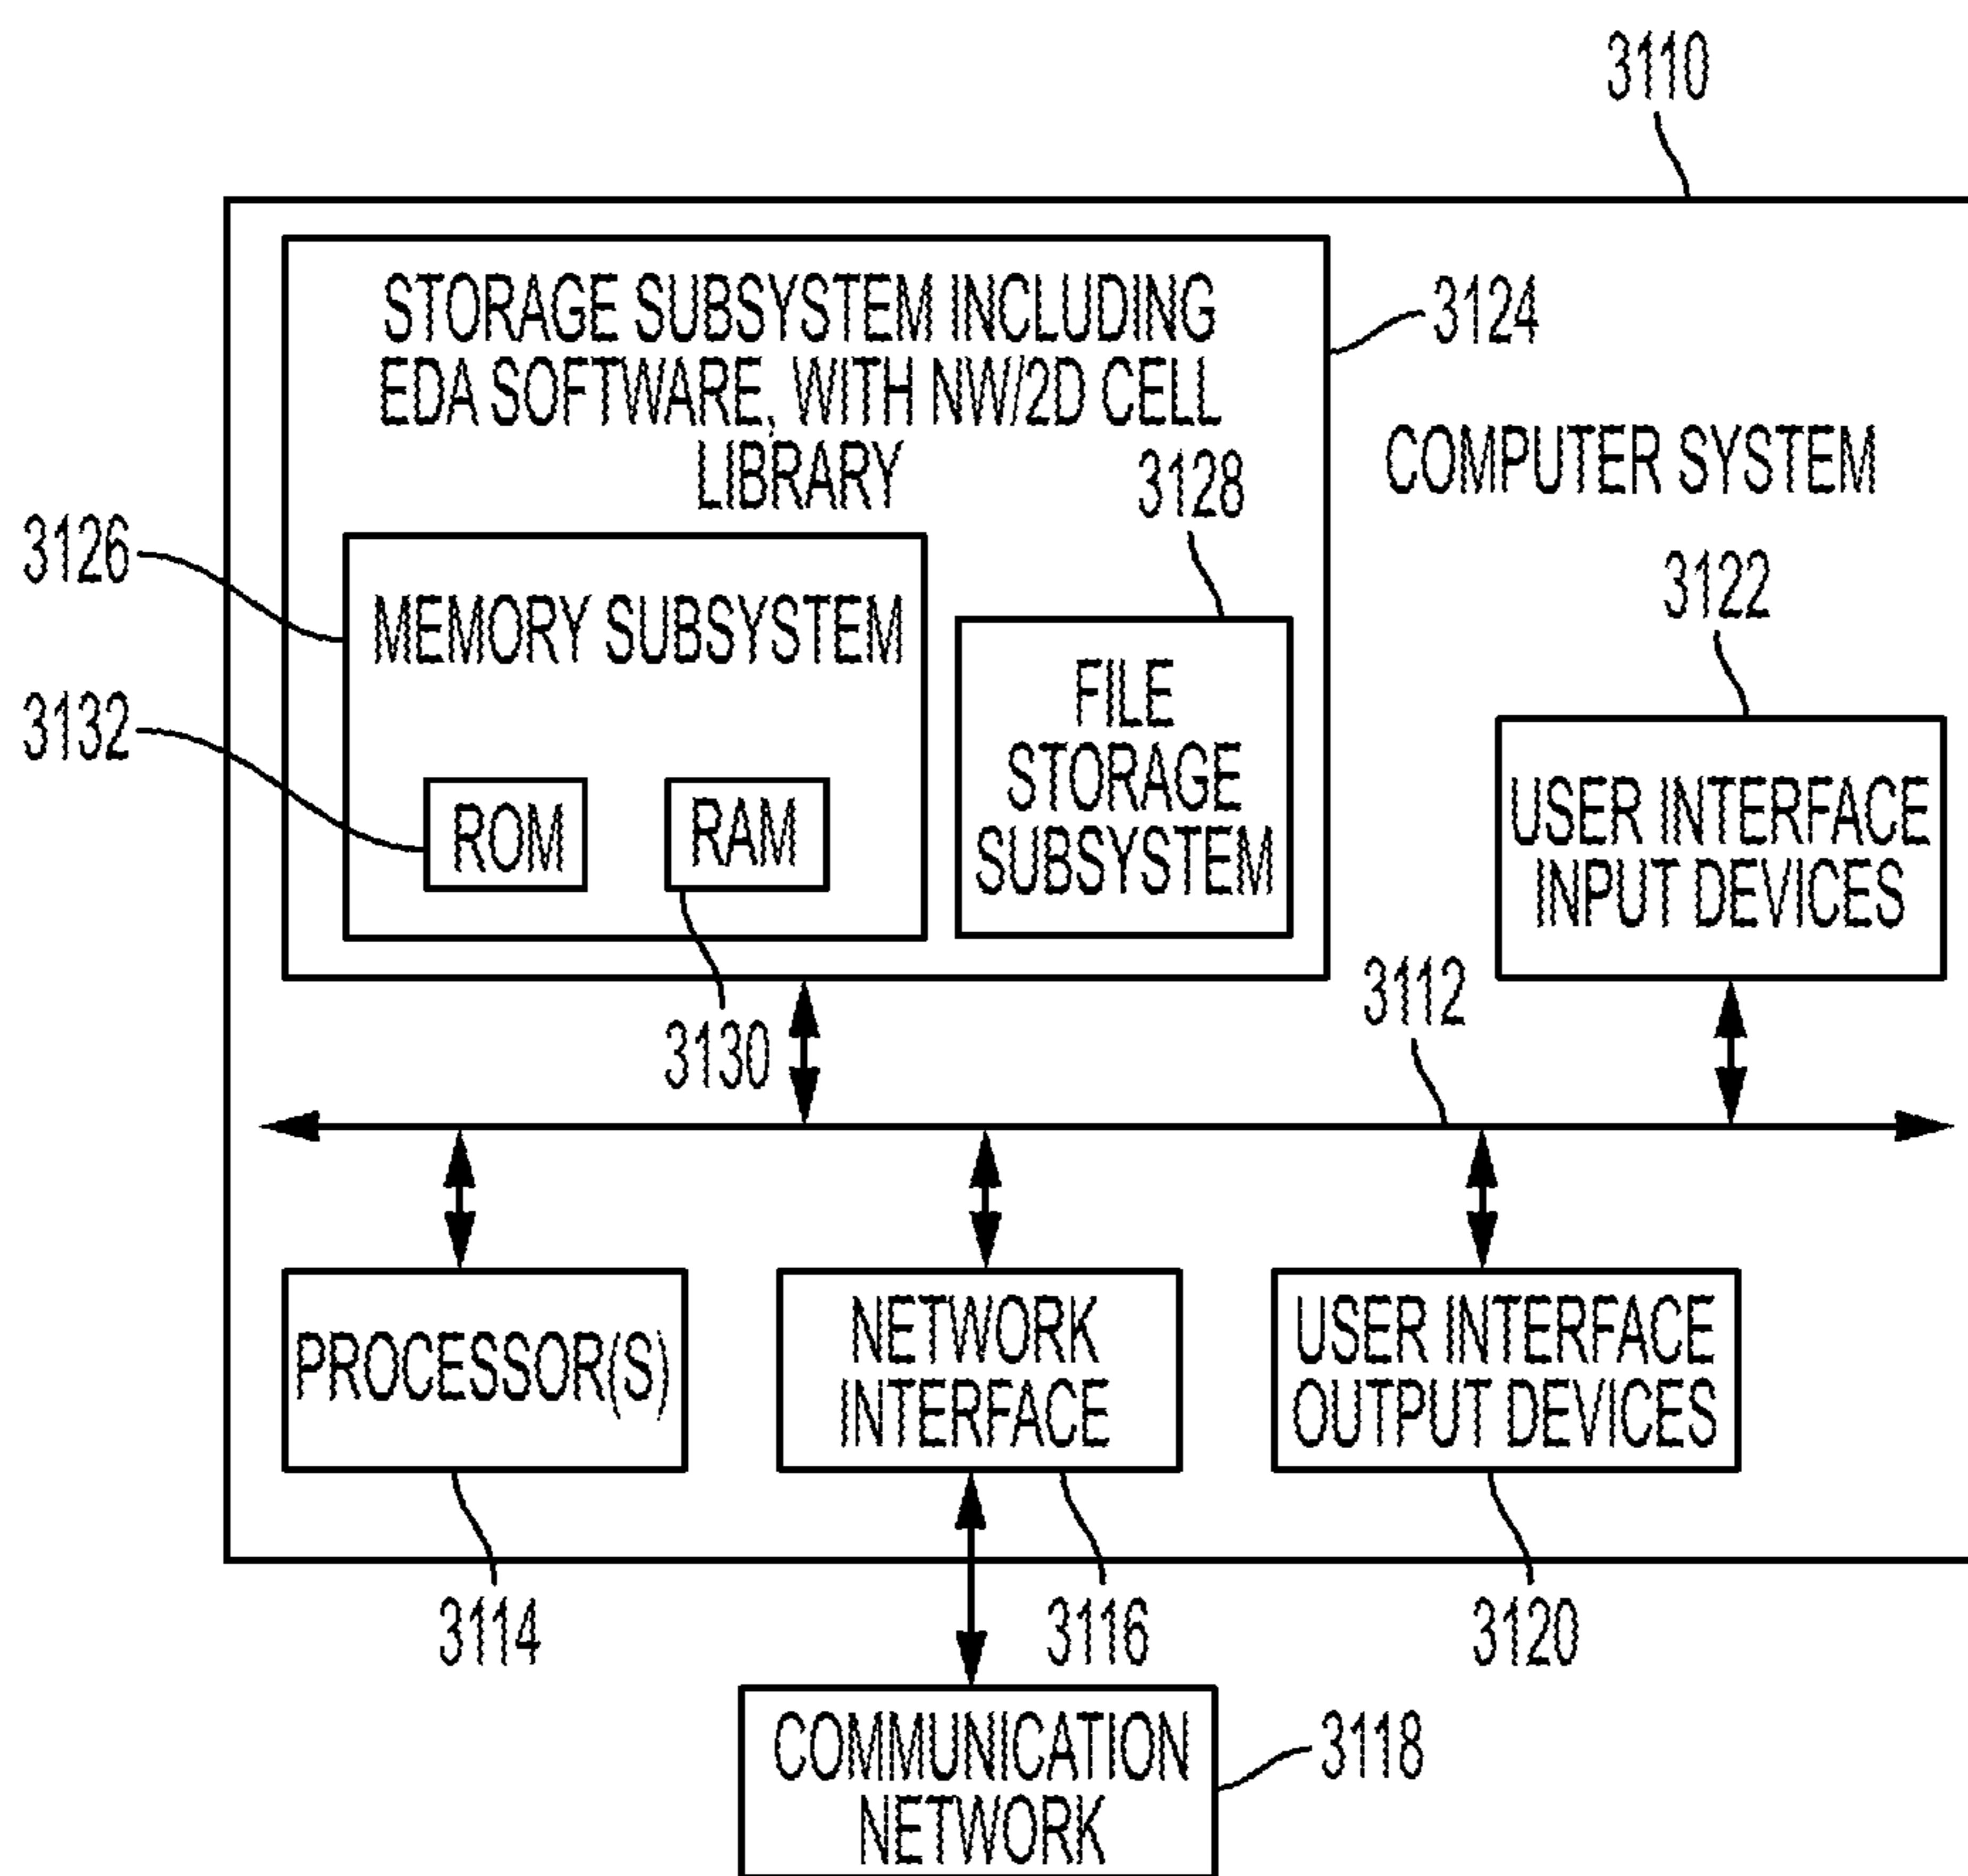 3110
STORAGE SUBSYSTEM INCLUDING
EDA SOFTWARE, WITH NW/2D CELL
LIBRARY
3124
COMPUTER SYSTEM
3128
3126
MEMORY SUBSYSTEM
3122
3132
FILE
STORAGE
SUBSYSTEM
ROM
RAM
USER INTERFACE
INPUT DEVICES
3112
3130
PROCESSOR(S)
NETWORK
INTERFACE
USER INTERFACE
OUTPUT DEVICES
3114
3116
3120
COMMUNICATION
NETWORK
3118